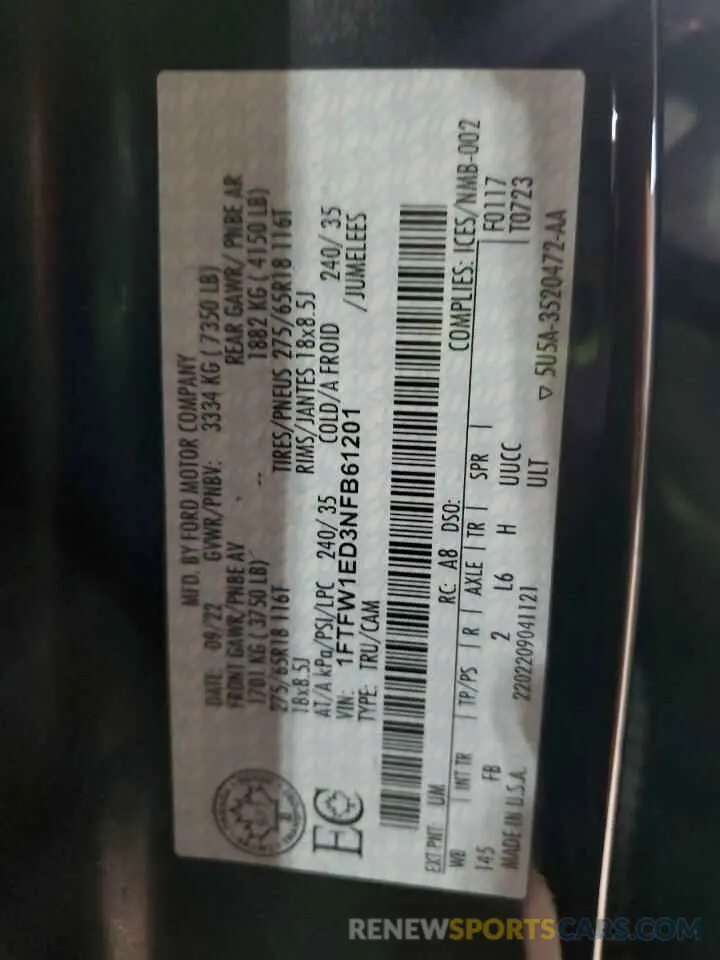 MFD. BY FORD MOTOR COMPANY
DATE: 09/22 GVWR/PNBV: 3334 KG ( 7350 LB)
FRONT GAWR/PNBE AV REAR GAWR/ PNBE AR
1701 KG ( 3750 LB) -- 1882 KG ( 4150 LB)
275/65R18 116T TIRES/PNEUS 275/65R18 116T
18x8.5J RIMS/JANTES 18x8.5J
AT/A kPa/PSI/LPC 240/ 35 COLD/A FROID 240/ 35
VIN: 1FTFW1ED3NFB61201 /JUMELEES
TYPE: TRU/CAM
EC
EXT PNT: UM RC: A8 DSO: COMPLIES: ICES/NMB-002
WB INT TR TP/PS R AXLE TR SPR F0117
145 FB 2 L6 H UUCC T0723
MADE IN U.S.A. 2202209041121 ULT
▽ 5U5A-3520472-AA
RENEWSPORTSCARS.COM